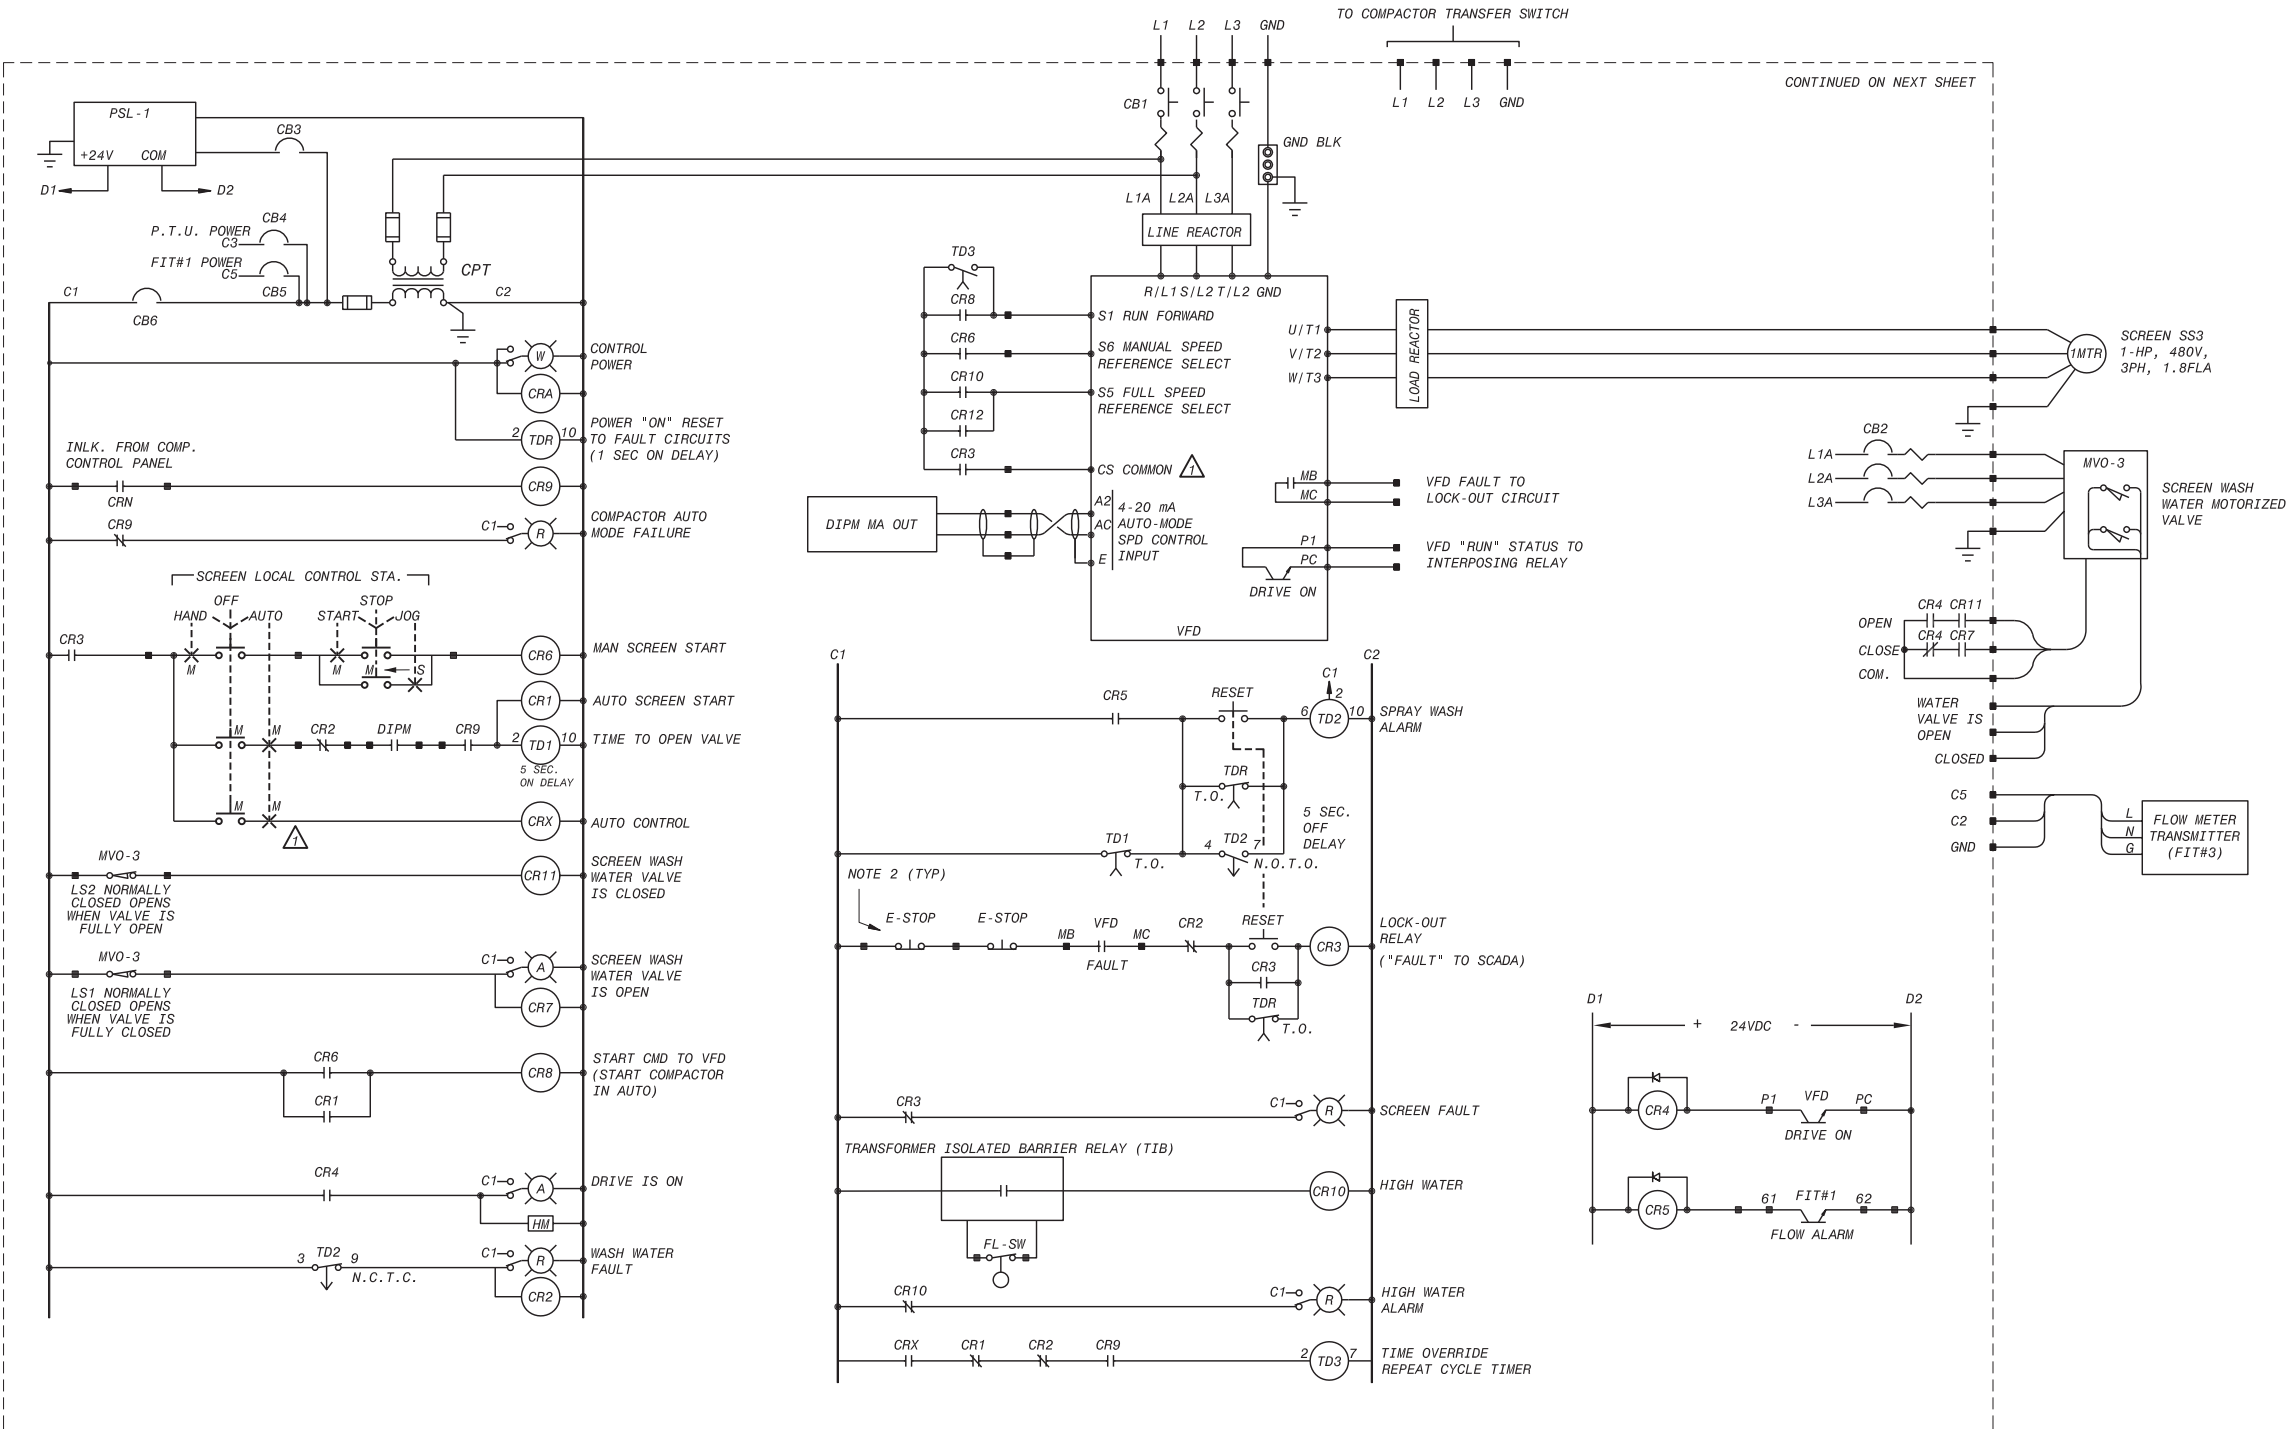 TO COMPACTOR TRANSFER SWITCH
L1 L2 L3 GND
CONTINUED ON NEXT SHEET
L1 L2 L3 GND
CB1
GND BLK
L1A L2A L3A
LINE REACTOR
PSL-1
+24V COM
D1 D2
CB3
CB4
P.T.U. POWER
C3
FIT#1 POWER
C5
CB5
C1
CB6
CPT
C2
W
CONTROL
POWER
CRA
2 TDR 10
POWER "ON" RESET
TO FAULT CIRCUITS
(1 SEC ON DELAY)
INLK. FROM COMP.
CONTROL PANEL
CRN
CR9
CR9
C1
R
COMPACTOR AUTO
MODE FAILURE
SCREEN LOCAL CONTROL STA.
OFF
HAND AUTO
STOP
START JOG
CR3
M
M M S
CR6
MAN SCREEN START
CR1
AUTO SCREEN START
M M
CR2 DIPM CR9
2 TD1 10
TIME TO OPEN VALVE
5 SEC.
ON DELAY
M M
1
CRX
AUTO CONTROL
MVO-3
LS2 NORMALLY
CLOSED OPENS
WHEN VALVE IS
FULLY OPEN
CR11
SCREEN WASH
WATER VALVE
IS CLOSED
MVO-3
LS1 NORMALLY
CLOSED OPENS
WHEN VALVE IS
FULLY CLOSED
C1
A
CR7
SCREEN WASH
WATER VALVE
IS OPEN
CR6
CR1
CR8
START CMD TO VFD
(START COMPACTOR
IN AUTO)
CR4
C1
A
DRIVE IS ON
HM
3 TD2 9
N.C.T.C.
C1
R
CR2
WASH WATER
FAULT
TD3
CR8
CR6
CR10
CR12
CR3
DIPM MA OUT
R/L1 S/L2 T/L2 GND
S1 RUN FORWARD
S6 MANUAL SPEED
REFERENCE SELECT
S5 FULL SPEED
REFERENCE SELECT
CS COMMON 1
A2
AC
E
4-20 mA
AUTO-MODE
SPD CONTROL
INPUT
U/T1
V/T2
W/T3
MB
MC
P1
PC
DRIVE ON
VFD
LOAD REACTOR
VFD FAULT TO
LOCK-OUT CIRCUIT
VFD "RUN" STATUS TO
INTERPOSING RELAY
1MTR
SCREEN SS3
1-HP, 480V,
3PH, 1.8FLA
CB2
L1A
L2A
L3A
MVO-3
SCREEN WASH
WATER MOTORIZED
VALVE
CR4 CR11
OPEN
CR4 CR7
CLOSE
COM.
WATER
VALVE IS
OPEN
CLOSED
C5
C2
GND
L
N
G
FLOW METER
TRANSMITTER
(FIT#3)
C1 C2
CR5
RESET
C1
2
6 TD2 10
SPRAY WASH
ALARM
TDR
T.O.
5 SEC.
OFF
DELAY
TD1
T.O.
4 TD2 7
N.O.T.O.
NOTE 2 (TYP)
E-STOP E-STOP
MB VFD MC
FAULT
CR2
RESET
CR3
CR3
TDR
T.O.
LOCK-OUT
RELAY
("FAULT" TO SCADA)
CR3
C1
R
SCREEN FAULT
TRANSFORMER ISOLATED BARRIER RELAY (TIB)
FL-SW
CR10
HIGH WATER
CR10
C1
R
HIGH WATER
ALARM
CRX CR1 CR2 CR9
2 TD3 7
TIME OVERRIDE
REPEAT CYCLE TIMER
D1 D2
+ 24VDC -
CR4
P1 VFD PC
DRIVE ON
CR5
61 FIT#1 62
FLOW ALARM